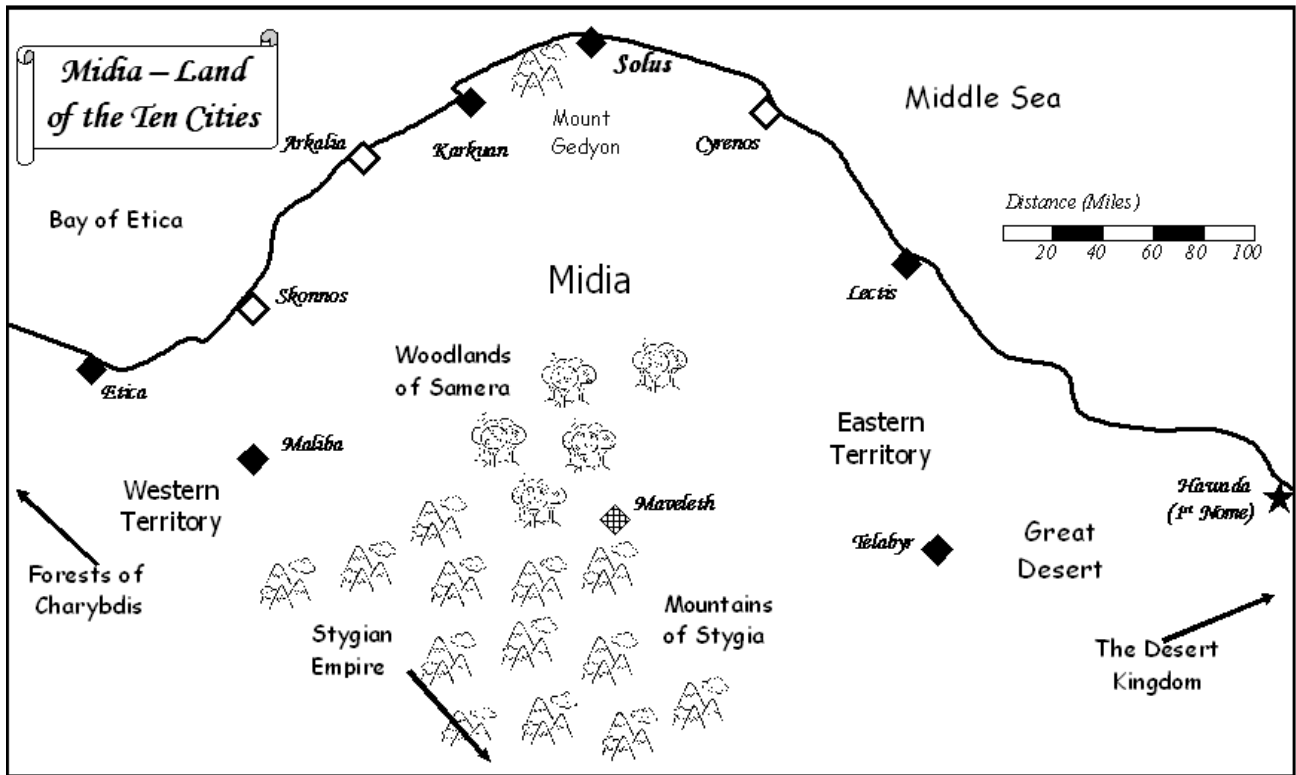 Midia – Land
of the Ten Cities
Solus
Middle Sea
Mount
Gedyon
Karkuan
Arkalia
Cyrenos
Bay of Etica
Distance (Miles)
20 40 60 80 100
Midia
Skonnos
Lectis
Woodlands
of Samera
Etica
Eastern
Territory
Maliba
Western
Territory
Maveleth
Hawnda
(1st Nome)
Telabyr
Great
Desert
Forests of
Charybdis
Mountains
of Stygia
Stygian
Empire
The Desert
Kingdom